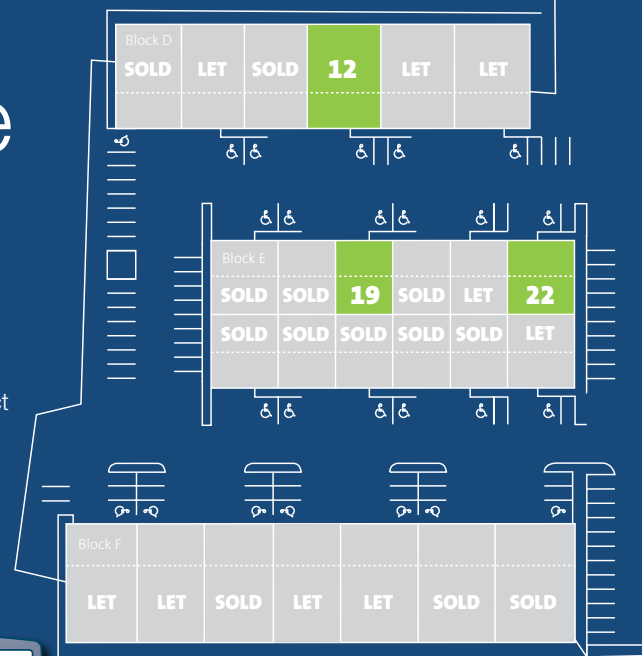 e
Block D
SOLD LET SOLD 12 LET LET
Block E
SOLD SOLD 19 SOLD LET 22
SOLD SOLD SOLD SOLD SOLD LET
ct
Block F
LET LET SOLD LET LET SOLD SOLD